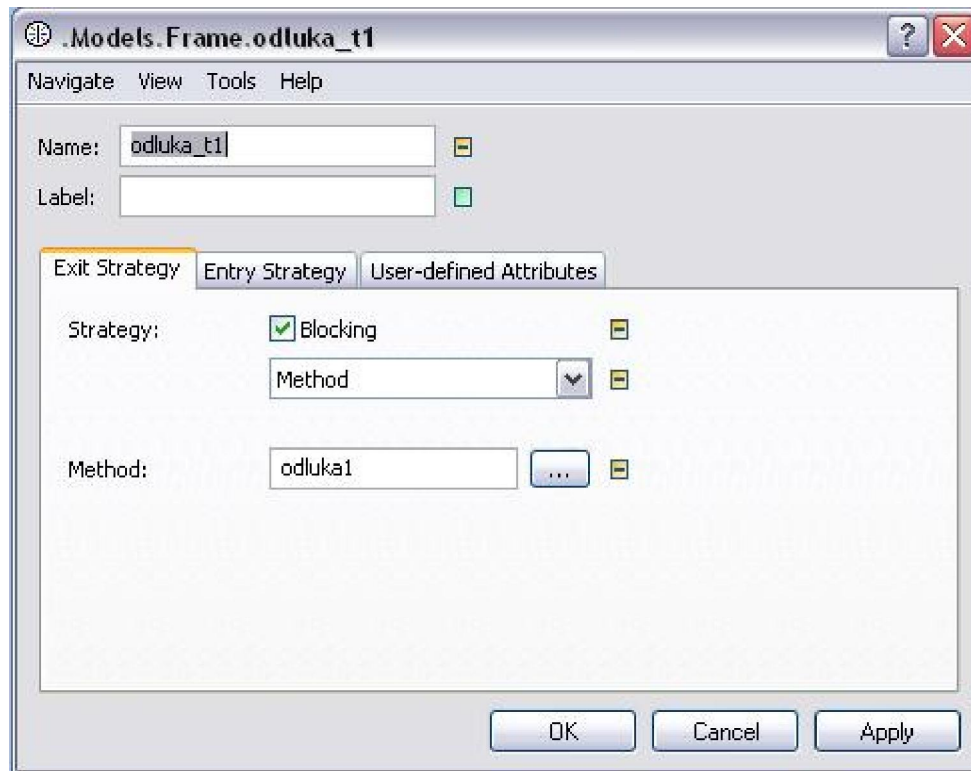 .Models.Frame.odluka_t1
?
Navigate View Tools Help
Name: odluka_t1
Label:
Exit Strategy Entry Strategy User-defined Attributes
Strategy: Blocking
Method
Method: odluka1 ...
OK Cancel Apply